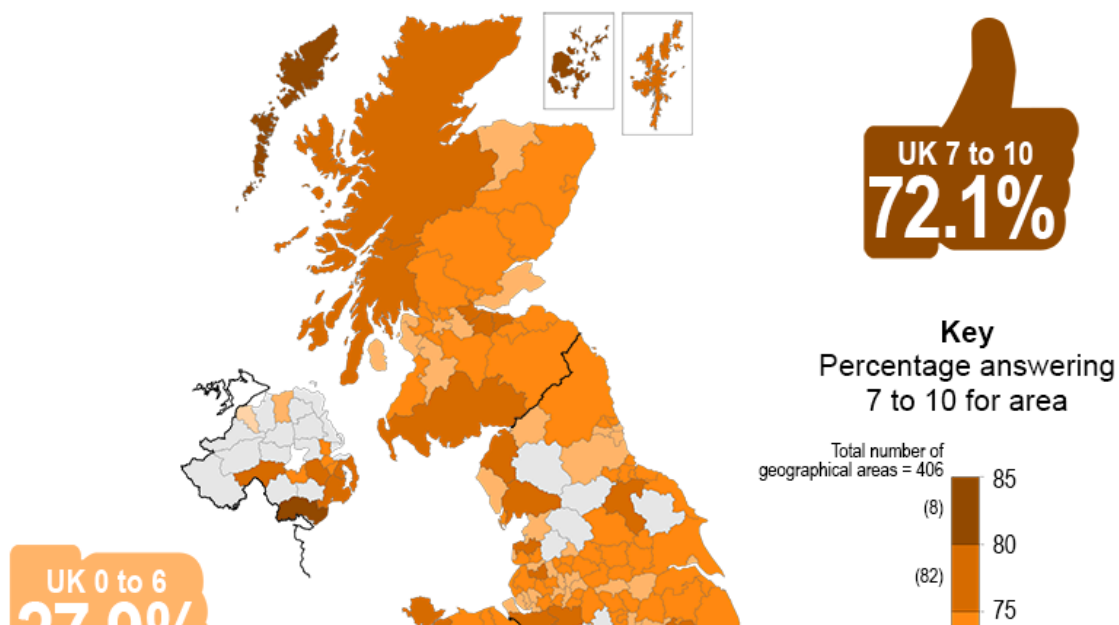 UK 7 to 10
72.1%
Key
Percentage answering
7 to 10 for area
Total number of
geographical areas = 406
85
(8)
80
(82)
75
UK 0 to 6